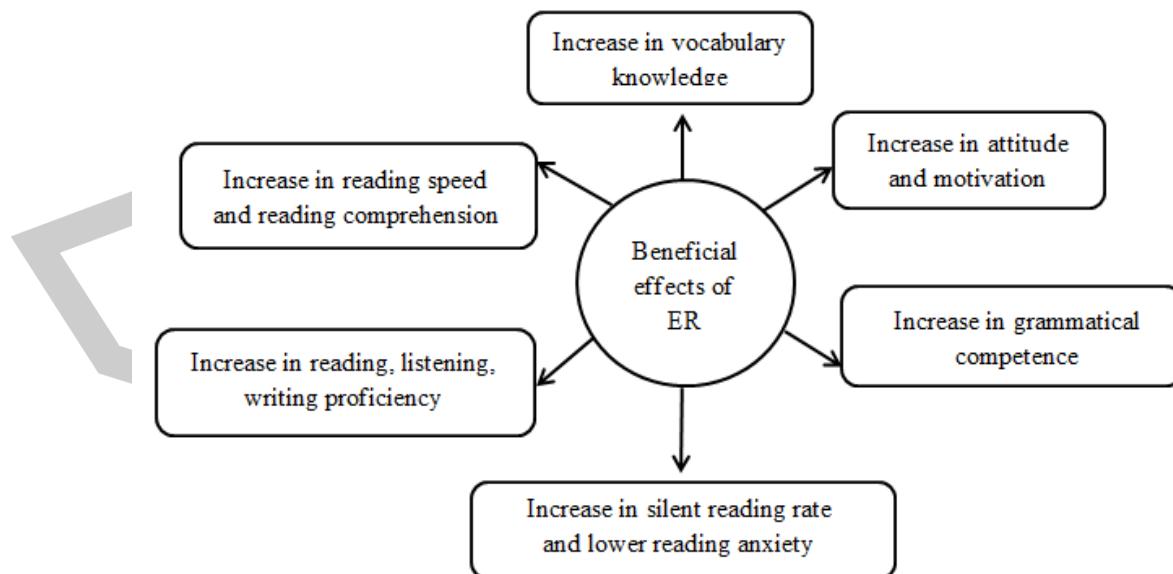 Increase in vocabulary
knowledge
Increase in attitude
and motivation
Increase in reading speed
and reading comprehension
Beneficial
effects of
ER
Increase in grammatical
competence
Increase in reading, listening,
writing proficiency
Increase in silent reading rate
and lower reading anxiety